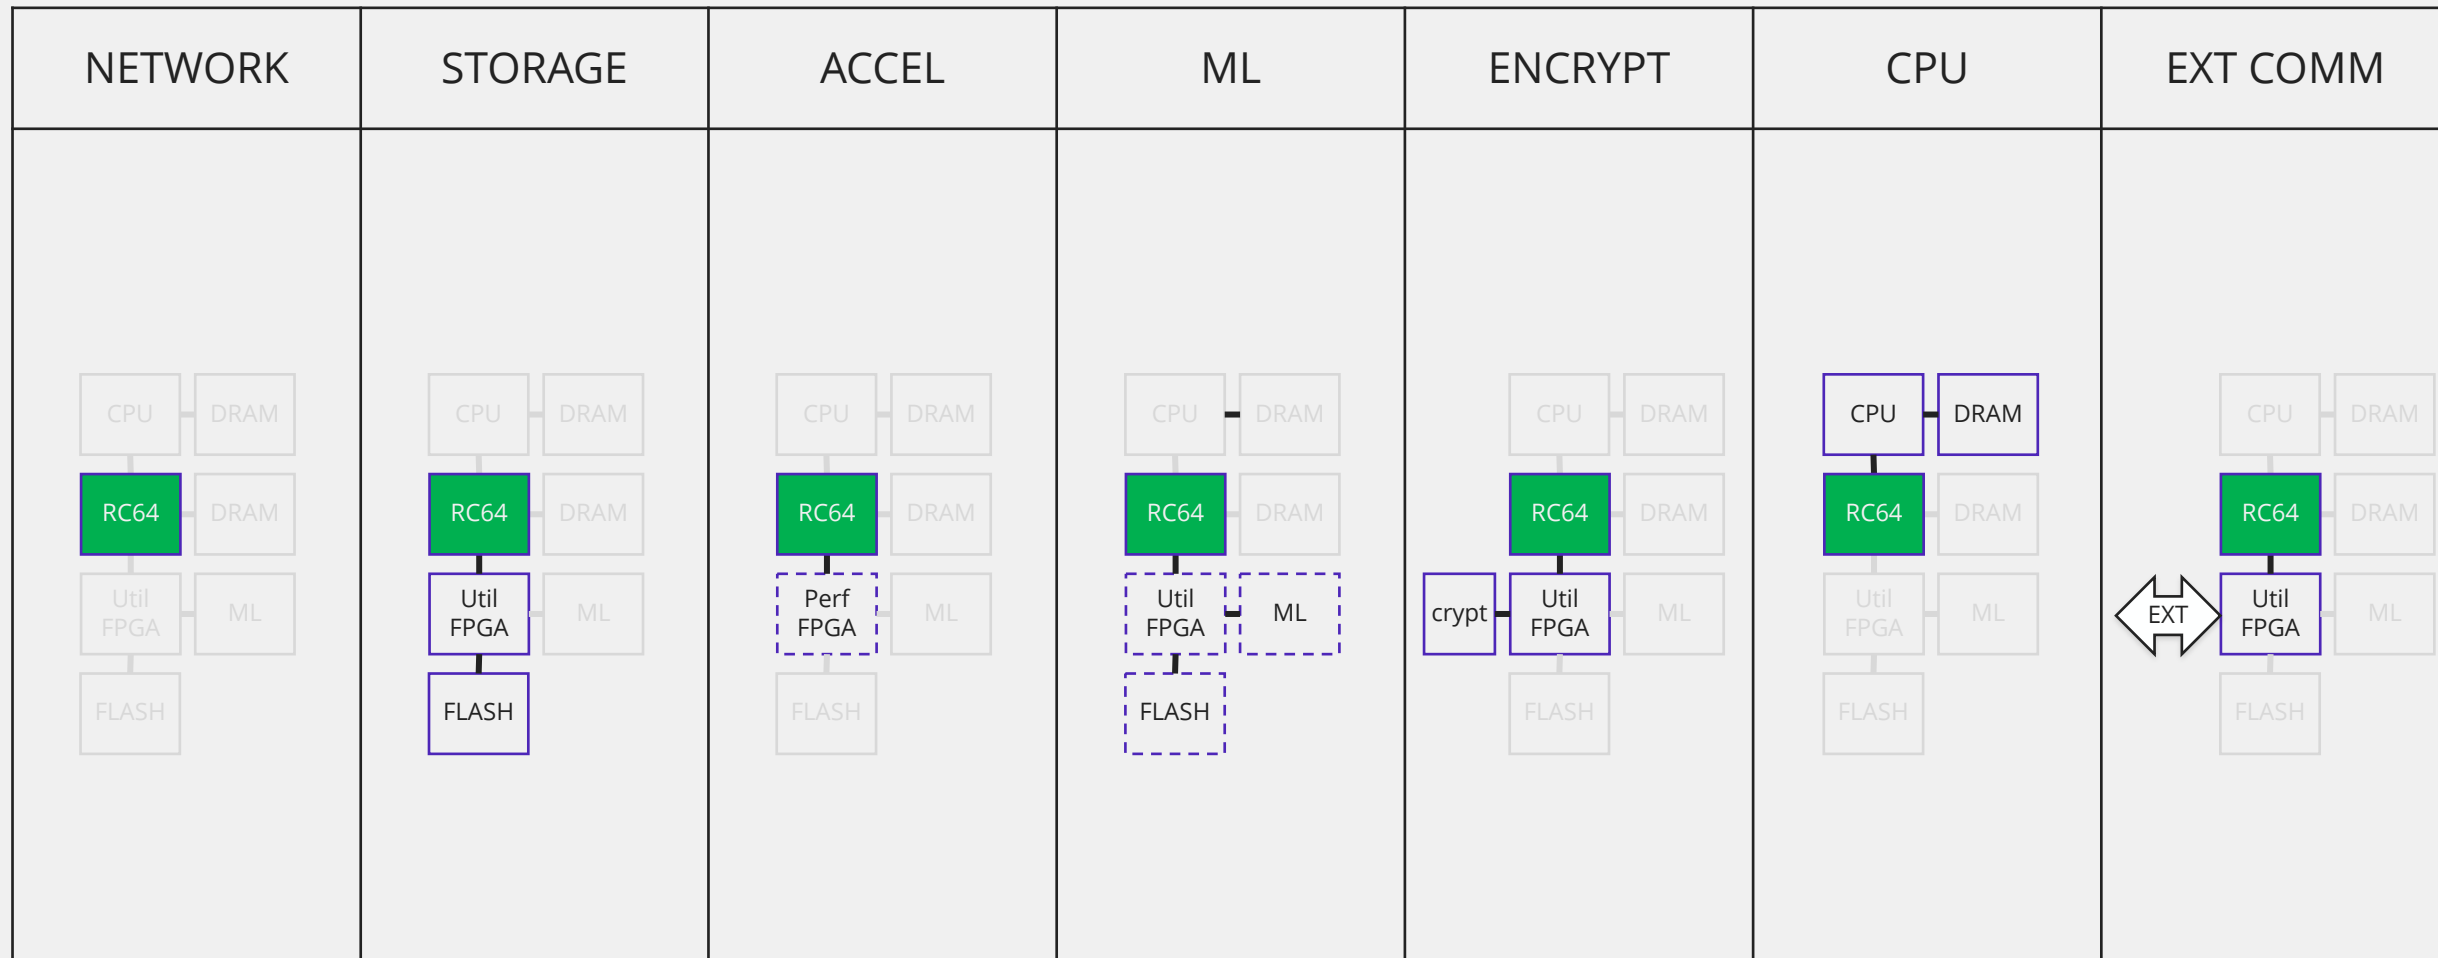 NETWORK
STORAGE
ACCEL
ML
ENCRYPT
CPU
EXT COMM
CPU
DRAM
RC64
DRAM
Util
FPGA
ML
FLASH
CPU
DRAM
RC64
DRAM
Util
FPGA
ML
FLASH
CPU
DRAM
RC64
DRAM
Perf
FPGA
ML
FLASH
CPU
DRAM
RC64
DRAM
Util
FPGA
ML
FLASH
CPU
DRAM
RC64
DRAM
crypt
Util
FPGA
ML
FLASH
CPU
DRAM
RC64
DRAM
Util
FPGA
ML
FLASH
CPU
DRAM
RC64
DRAM
EXT
Util
FPGA
ML
FLASH